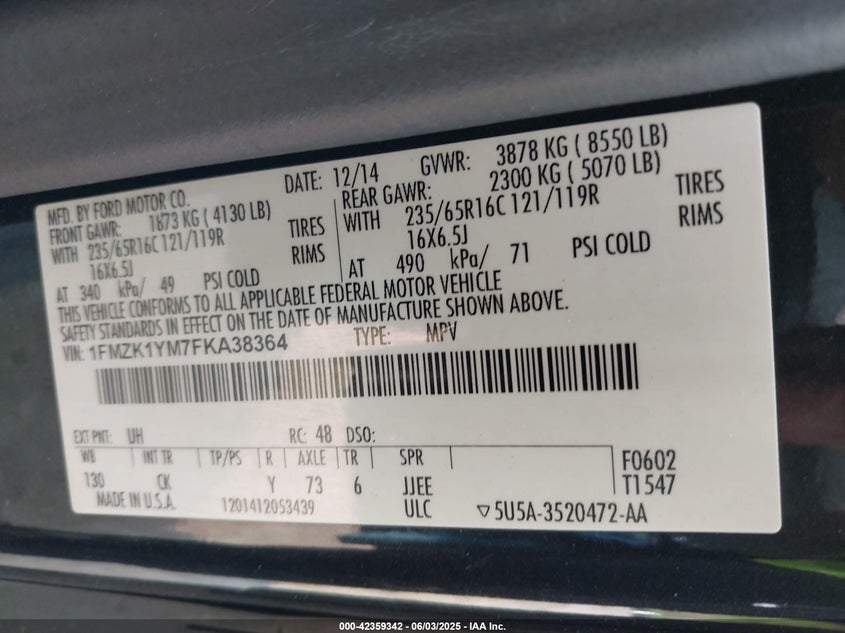 MFD. BY FORD MOTOR CO. DATE: 12/14 GVWR: 3878 KG ( 8550 LB)
FRONT GAWR: 1873 KG ( 4130 LB) REAR GAWR: 2300 KG ( 5070 LB)
WITH 235/65R16C 121/119R TIRES WITH 235/65R16C 121/119R TIRES
16X6.5J RIMS 16X6.5J RIMS
AT 340 kPa/ 49 PSI COLD AT 490 kPa/ 71 PSI COLD
THIS VEHICLE CONFORMS TO ALL APPLICABLE FEDERAL MOTOR VEHICLE
SAFETY STANDARDS IN EFFECT ON THE DATE OF MANUFACTURE SHOWN ABOVE.
VIN: 1FMZK1YM7FKA38364 TYPE: MPV
EXT PNT: UH RC: 48 DSO:
WB INT TR TP/PS R AXLE TR SPR F0602
130 CK Y 73 6 JJEE T1547
MADE IN U.S.A. 1201412053439 ULC ▽5U5A-3520472-AA
000-42359342 - 06/03/2025 - IAA Inc.